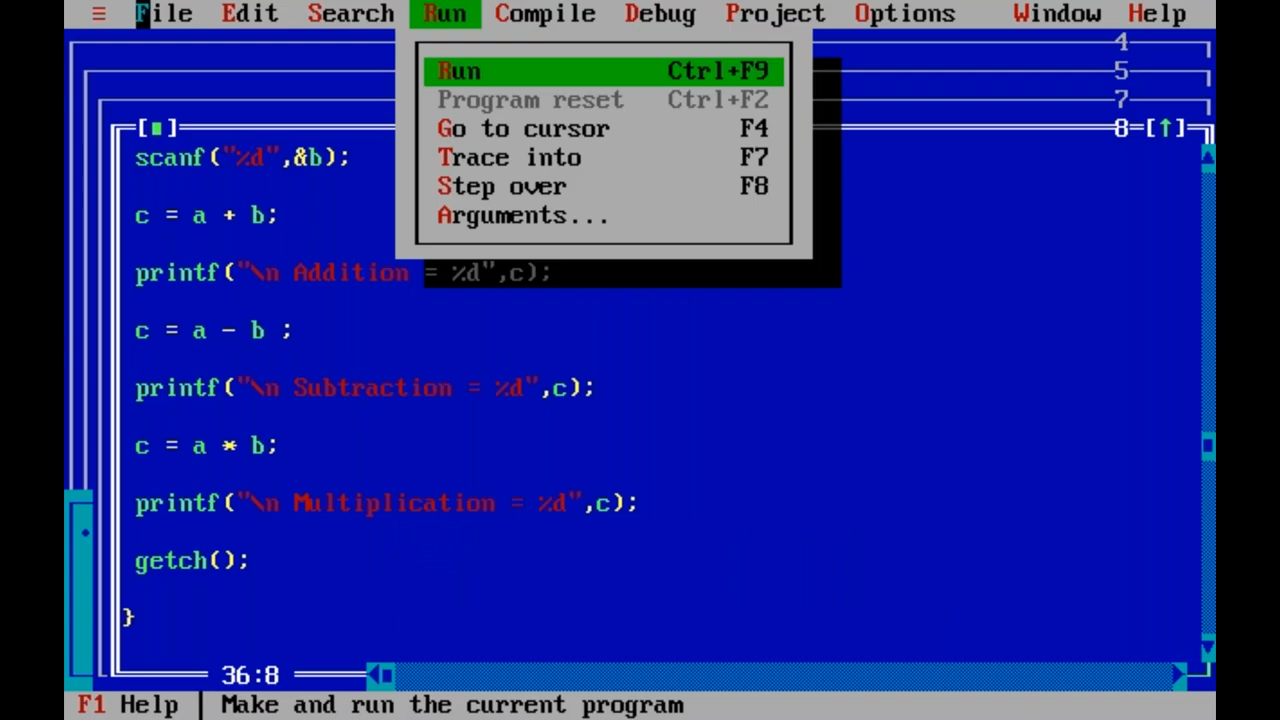 ≡ File Edit Search Run Compile Debug Project Options Window Help
4
5
7
8=[↑]
Run Ctrl+F9
Program reset Ctrl+F2
Go to cursor F4
Trace into F7
Step over F8
Arguments...
scanf("%d",&b);
c = a + b;
printf("\n Addition = %d",c);
c = a - b ;
printf("\n Subtraction = %d",c);
c = a * b;
printf("\n Multiplication = %d",c);
getch();
}
36:8
F1 Help │ Make and run the current program